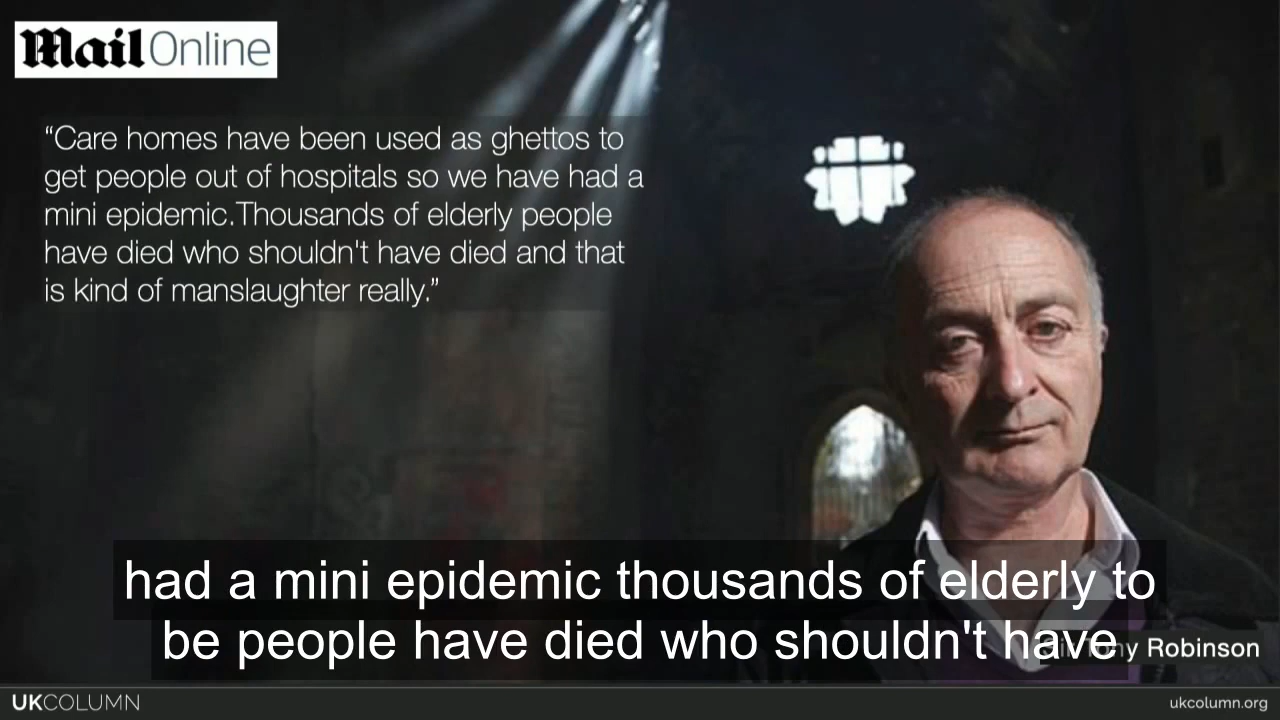 Mail Online
“Care homes have been used as ghettos to
get people out of hospitals so we have had a
mini epidemic.Thousands of elderly people
have died who shouldn't have died and that
is kind of manslaughter really.”
had a mini epidemic thousands of elderly to
be people have died who shouldn't have
Robinson
UKCOLUMN
ukcolumn.org